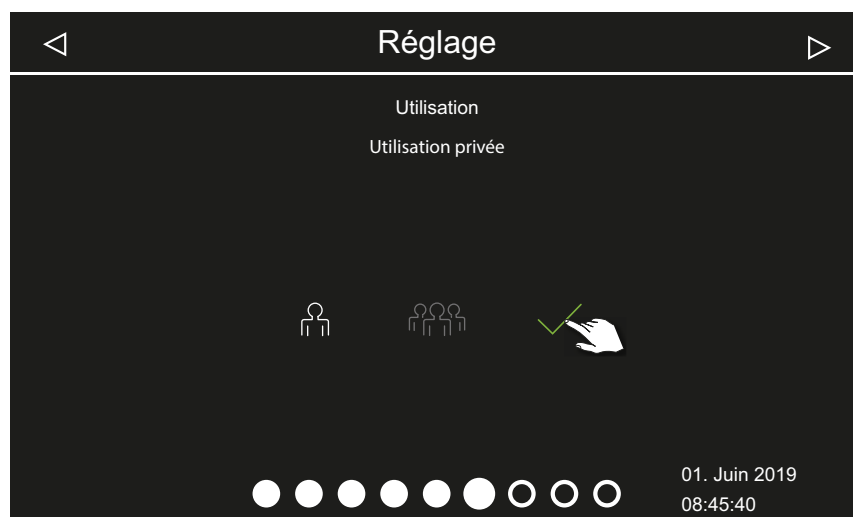 Réglage
Utilisation
Utilisation privée
01. Juin 2019
08:45:40